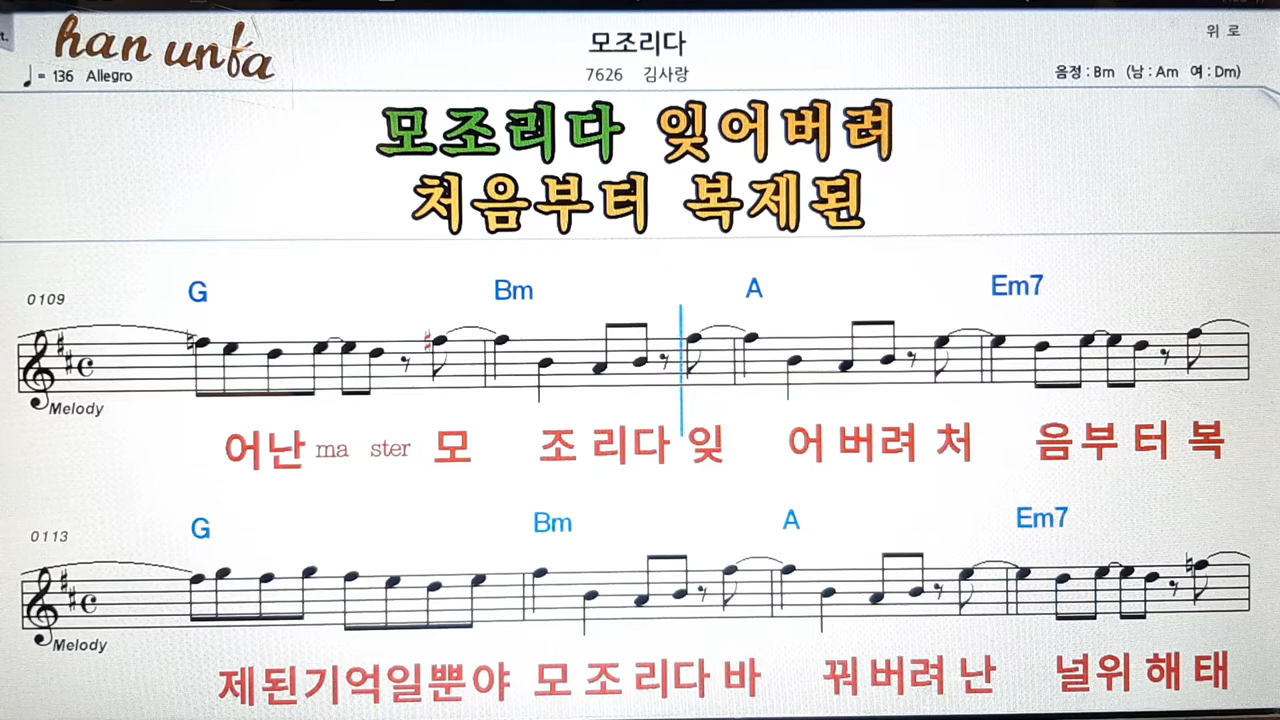 t.
han unfa
모조리다
위로
♩= 136 Allegro
7626 김사랑
음정 : Bm (남 : Am 여 : Dm)
모조리다 잊어버려
처음부터 복제된
0109
G Bm A Em7
Melody
어난 ma ster 모 조 리다 잊 어 버려 처 음부 터 복
0113
G Bm A Em7
Melody
제된기억일뿐야 모 조 리다 바 꿔 버려 난 널위 해 태